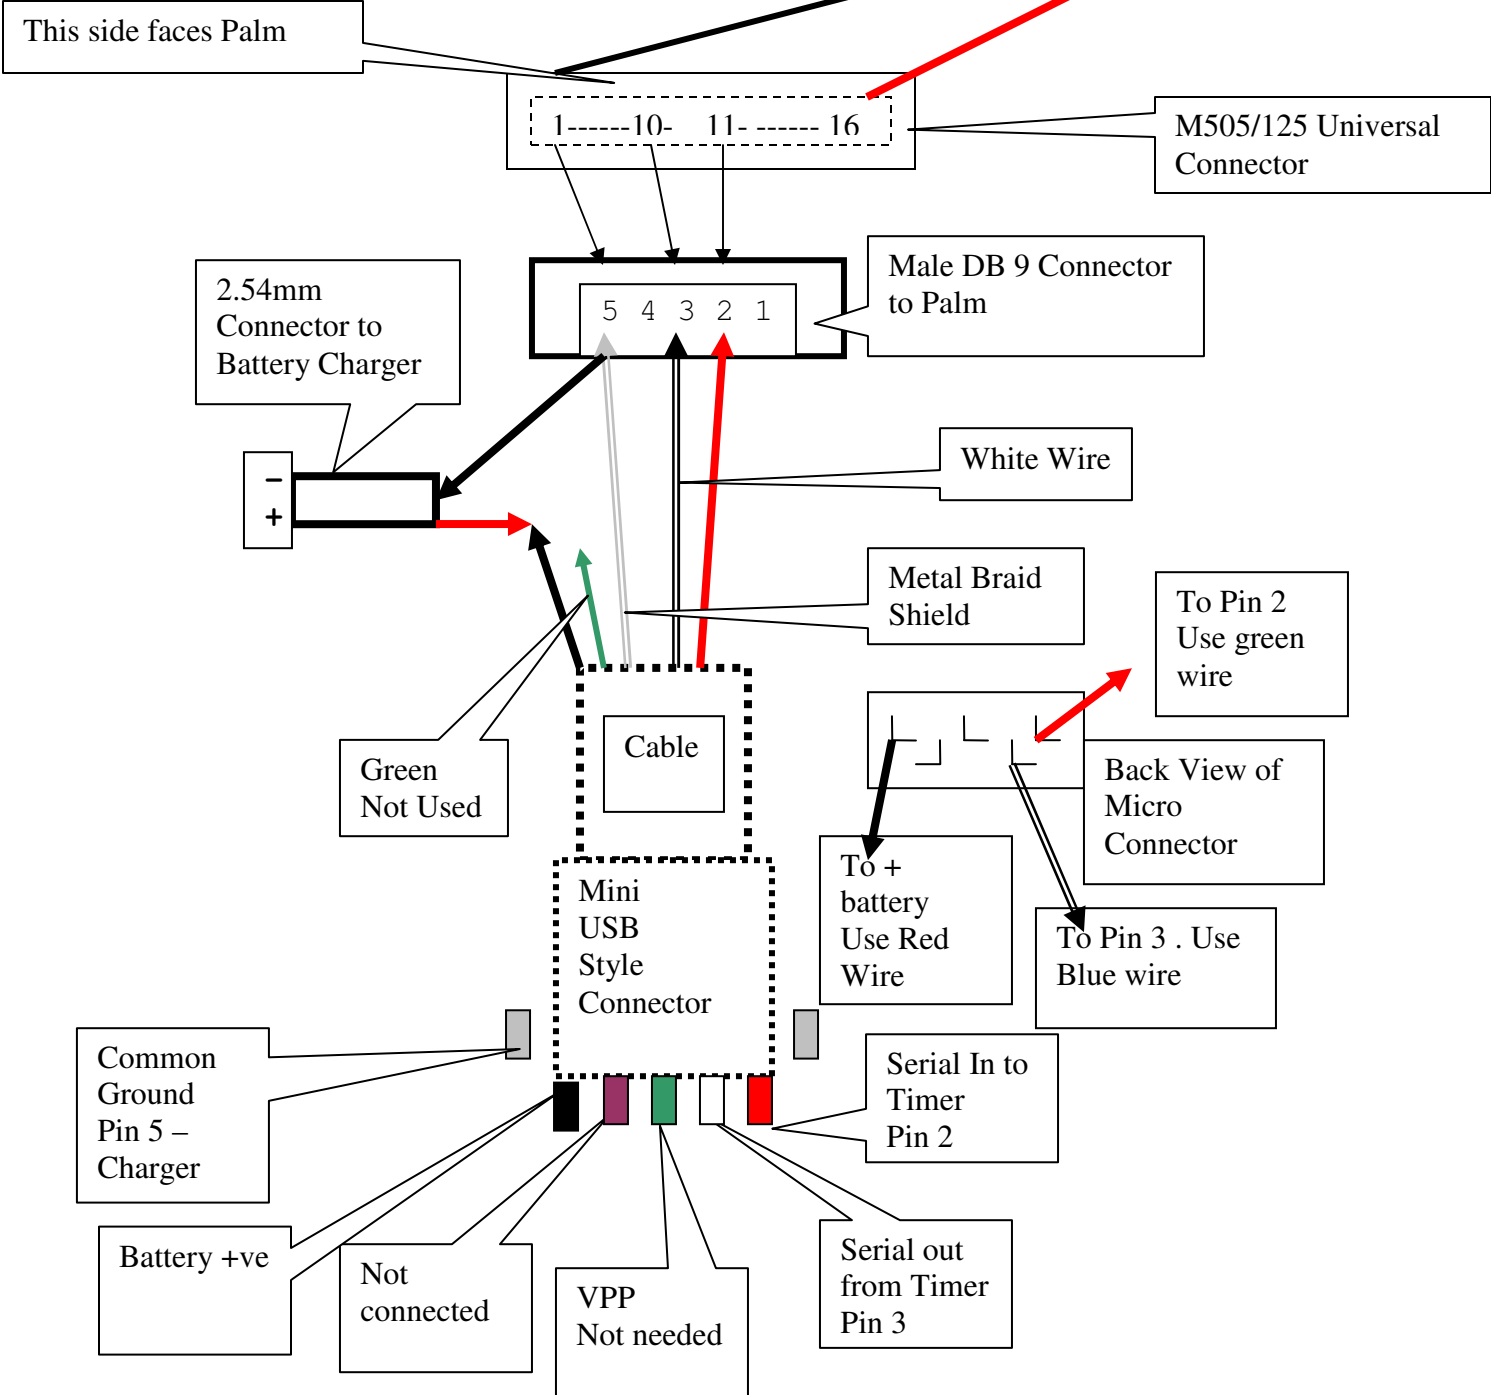 This side faces Palm
1------10- 11- ------ 16
M505/125 Universal
Connector
Male DB 9 Connector
to Palm
2.54mm
Connector to
Battery Charger
5 4 3 2 1
–
+
White Wire
Metal Braid
Shield
To Pin 2
Use green
wire
Cable
Green
Not Used
Back View of
Micro
Connector
To +
battery
Use Red
Wire
To Pin 3 . Use
Blue wire
Mini
USB
Style
Connector
Common
Ground
Pin 5 –
Charger
Serial In to
Timer
Pin 2
Battery +ve
Not
connected
VPP
Not needed
Serial out
from Timer
Pin 3